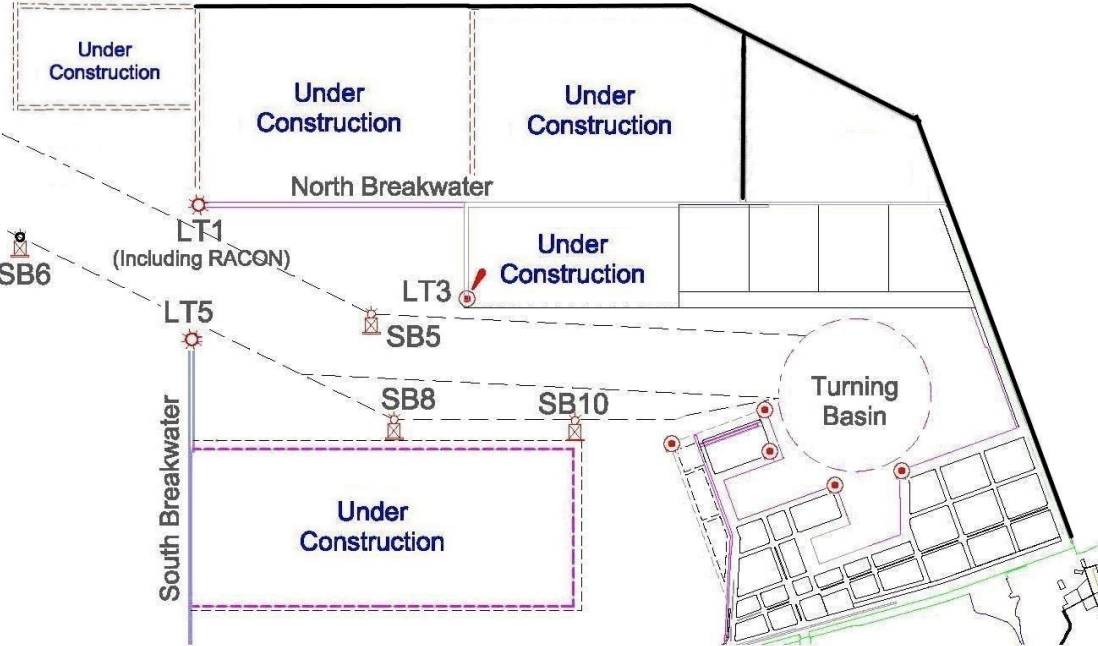 Under
Construction
Under
Construction
Under
Construction
North Breakwater
LT1
(Including RACON)
SB6
Under
Construction
LT3
LT5
SB5
Turning
Basin
SB8
SB10
South Breakwater
Under
Construction